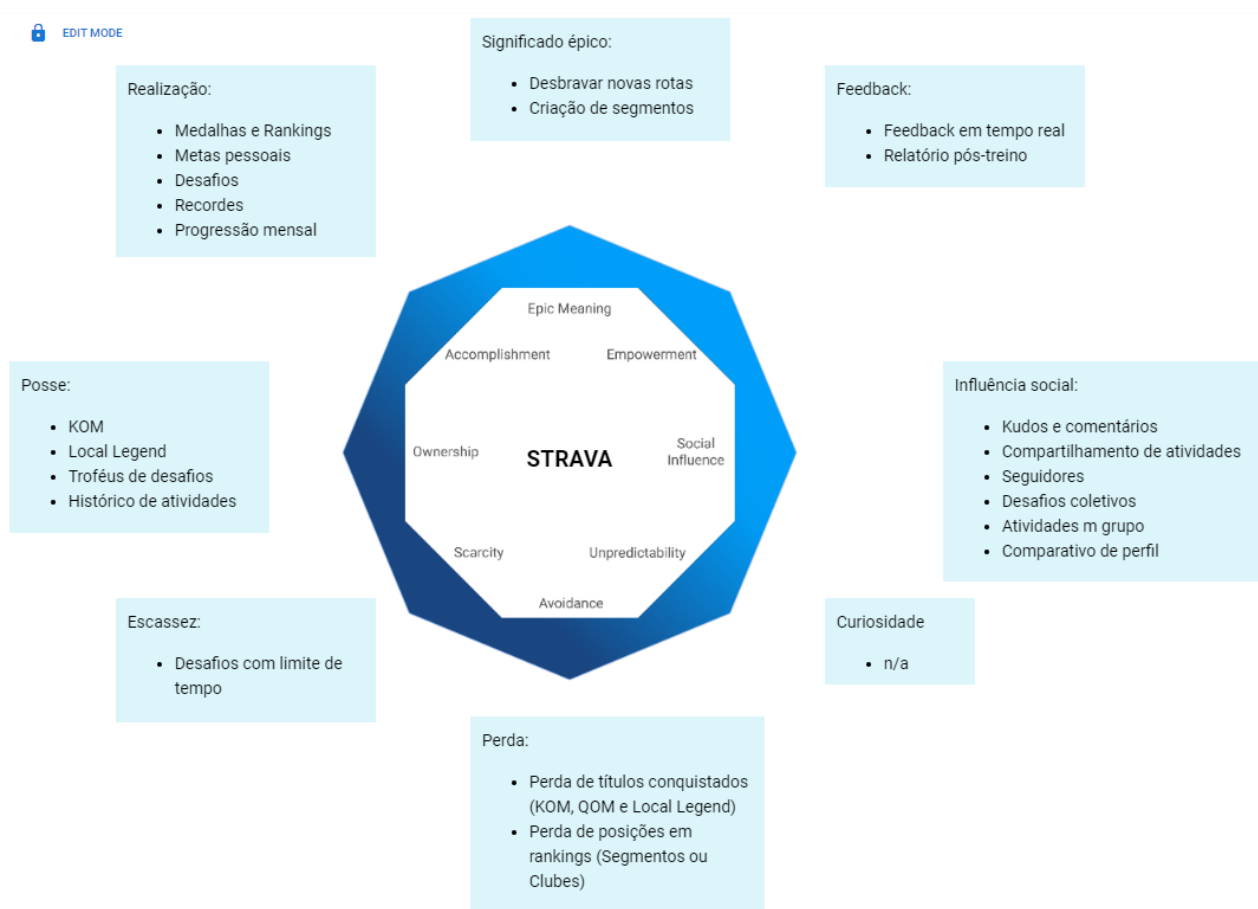 EDIT MODE
Significado épico:
• Desbravar novas rotas
• Criação de segmentos
Realização:
• Medalhas e Rankings
• Metas pessoais
• Desafios
• Recordes
• Progressão mensal
Feedback:
• Feedback em tempo real
• Relatório pós-treino
Epic Meaning
Accomplishment
Empowerment
Ownership
STRAVA
Social
Influence
Scarcity
Unpredictability
Avoidance
Posse:
• KOM
• Local Legend
• Troféus de desafios
• Histórico de atividades
Influência social:
• Kudos e comentários
• Compartilhamento de atividades
• Seguidores
• Desafios coletivos
• Atividades m grupo
• Comparativo de perfil
Escassez:
• Desafios com limite de
tempo
Curiosidade
• n/a
Perda:
• Perda de títulos conquistados
(KOM, QOM e Local Legend)
• Perda de posições em
rankings (Segmentos ou
Clubes)